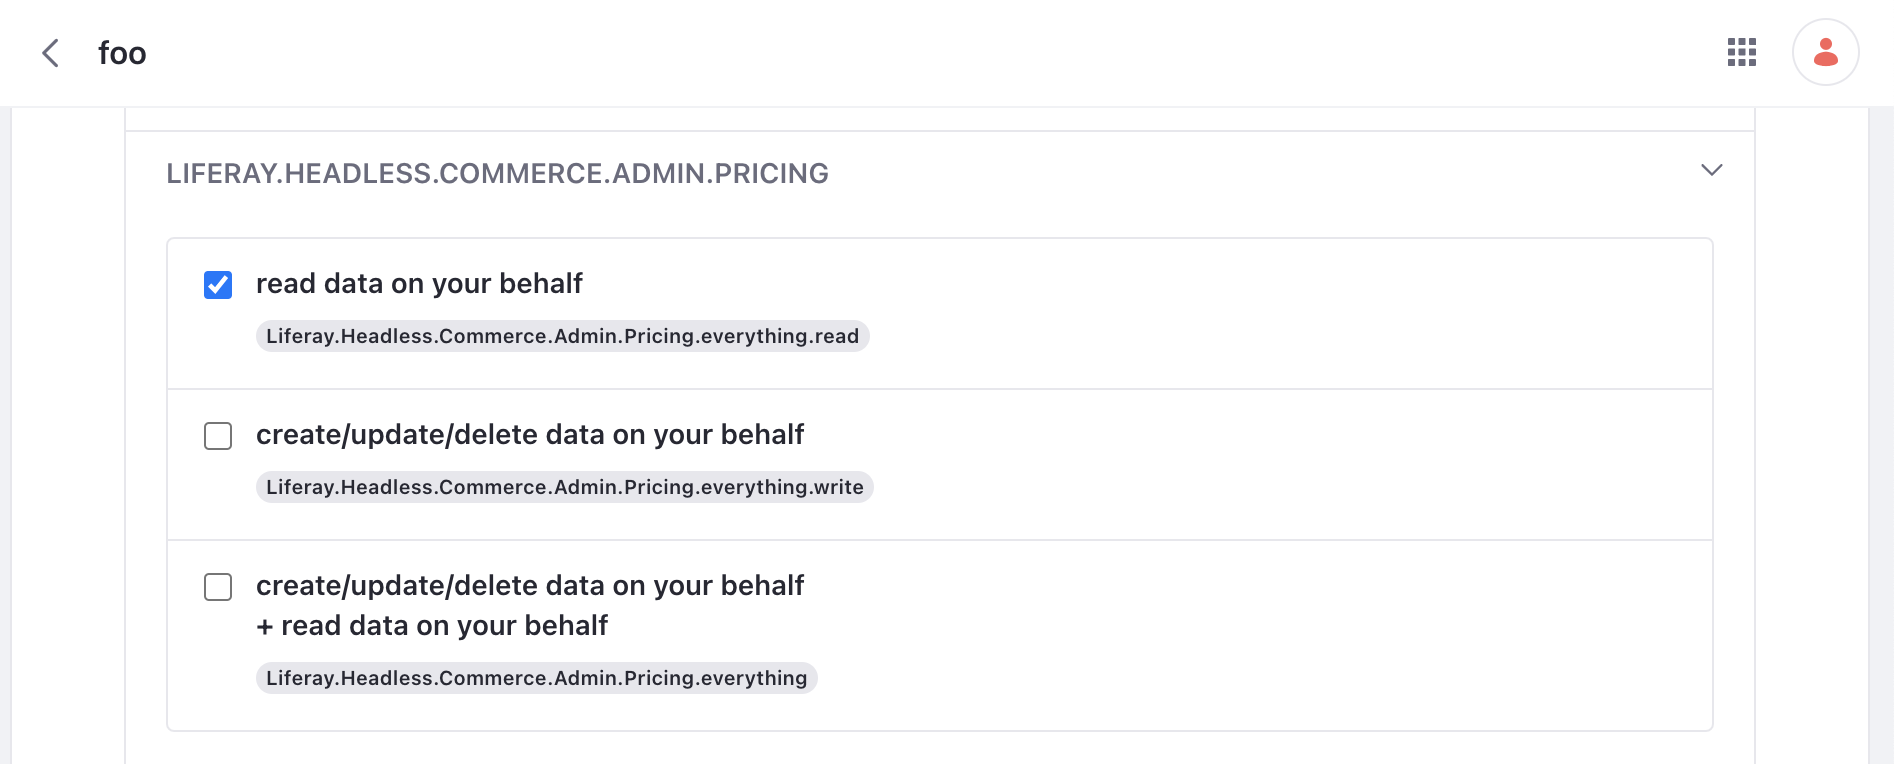 foo
LIFERAY.HEADLESS.COMMERCE.ADMIN.PRICING
read data on your behalf
Liferay.Headless.Commerce.Admin.Pricing.everything.read
create/update/delete data on your behalf
Liferay.Headless.Commerce.Admin.Pricing.everything.write
create/update/delete data on your behalf
+ read data on your behalf
Liferay.Headless.Commerce.Admin.Pricing.everything